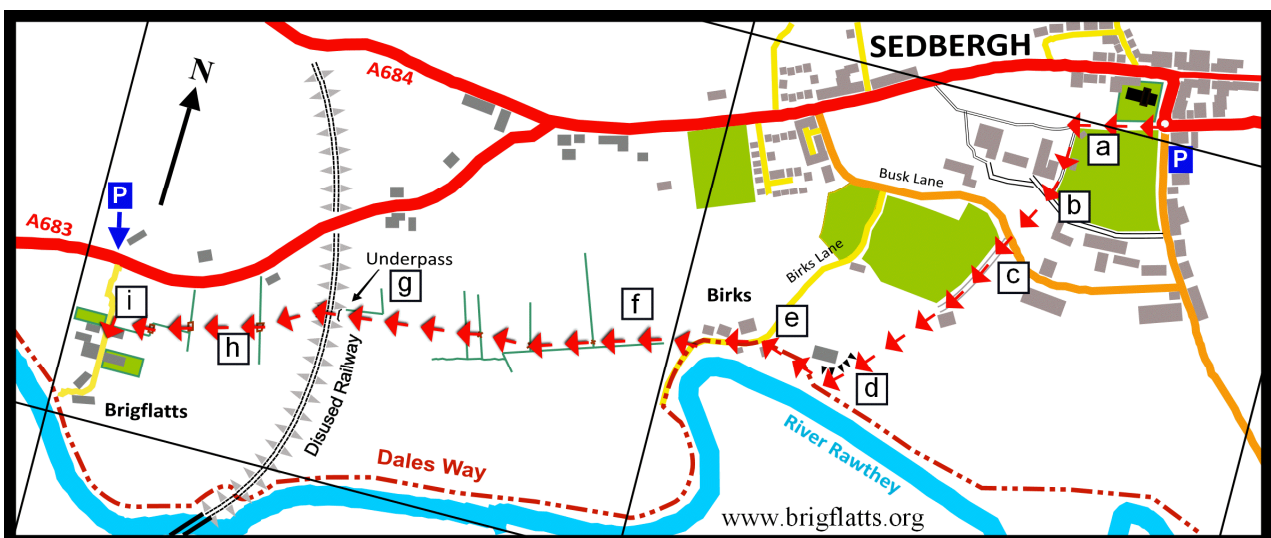 SEDBERGH
N
A684
P
a
P
Busk Lane
b
A683
Birks Lane
Underpass
c
g
Birks
i
f
e
h
d
Brigflatts
Disused Railway
River Rawthey
Dales Way
www.brigflatts.org